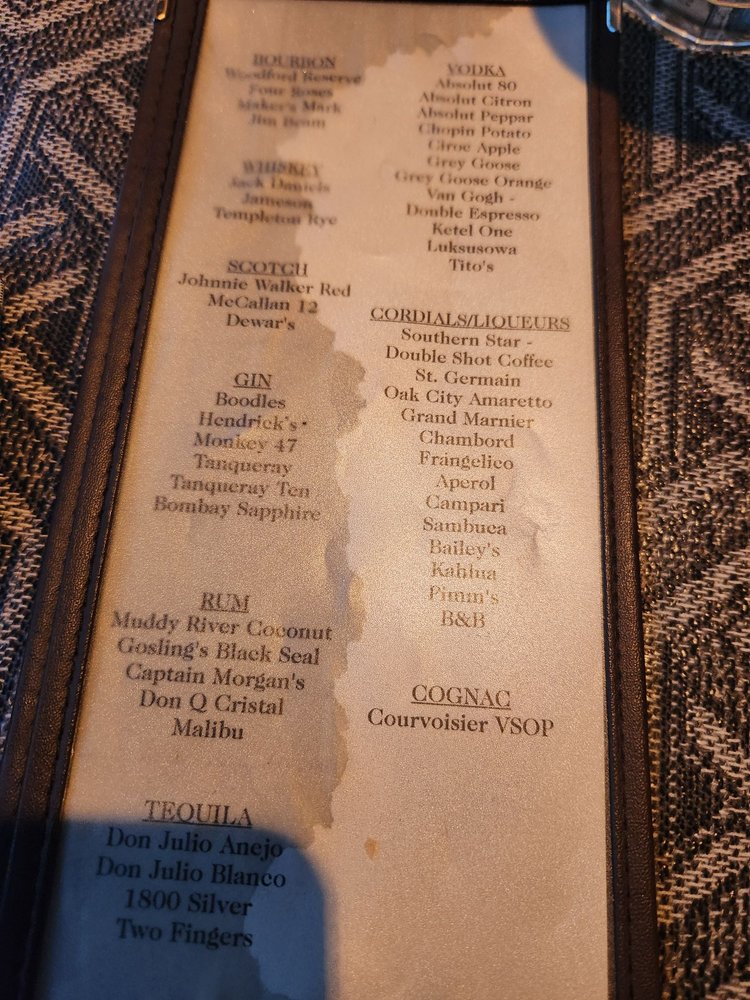 BOURBON
Woodford Reserve
Four Roses
Maker's Mark
Jim Beam
WHISKEY
Jack Daniels
Jameson
Templeton Rye
SCOTCH
Johnnie Walker Red
McCallan 12
Dewar's
GIN
Boodles
Hendrick's
Monkey 47
Tanqueray
Tanqueray Ten
Bombay Sapphire
RUM
Muddy River Coconut
Gosling's Black Seal
Captain Morgan's
Don Q Cristal
Malibu
TEQUILA
Don Julio Anejo
Don Julio Blanco
1800 Silver
Two Fingers
VODKA
Absolut 80
Absolut Citron
Absolut Peppar
Chopin Potato
Ciroc Apple
Grey Goose
Grey Goose Orange
Van Gogh -
Double Espresso
Ketel One
Luksusowa
Tito's
CORDIALS/LIQUEURS
Southern Star -
Double Shot Coffee
St. Germain
Oak City Amaretto
Grand Marnier
Chambord
Frangelico
Aperol
Campari
Sambuca
Bailey's
Kahlua
Pimm's
B&B
COGNAC
Courvoisier VSOP